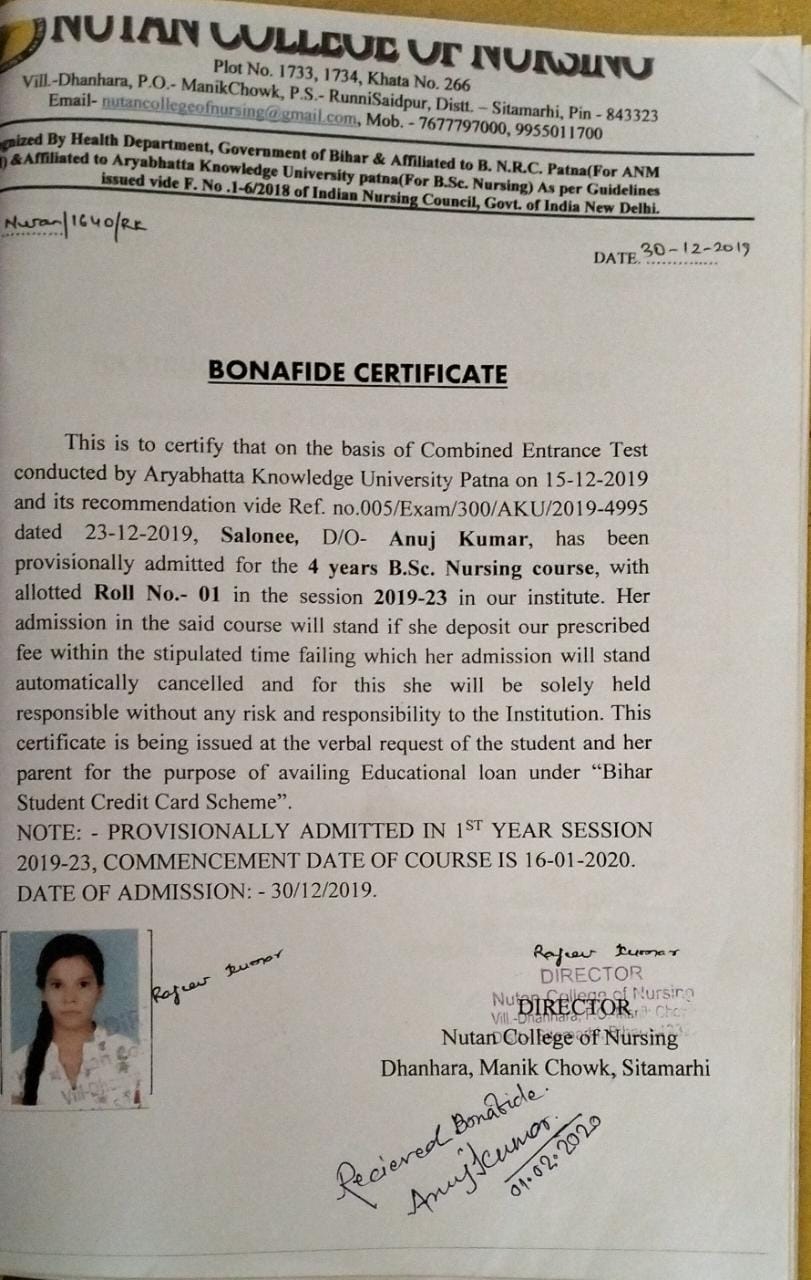 NUTAN COLLEGE OF NURSING
Plot No. 1733, 1734, Khata No. 266
Vill.-Dhanhara, P.O.- ManikChowk, P.S.- RunniSaidpur, Distt. – Sitamarhi, Pin - 843323
Email- nutancollegeofnursing@gmail.com, Mob. - 7677797000, 9955011700
gnized By Health Department, Government of Bihar & Affiliated to B. N.R.C. Patna(For ANM
) &Affiliated to Aryabhatta Knowledge University patna(For B.Sc. Nursing) As per Guidelines
issued vide F. No .1-6/2018 of Indian Nursing Council, Govt. of India New Delhi.
Nutan/1640/RK
DATE. 30-12-2019
BONAFIDE CERTIFICATE
This is to certify that on the basis of Combined Entrance Test
conducted by Aryabhatta Knowledge University Patna on 15-12-2019
and its recommendation vide Ref. no.005/Exam/300/AKU/2019-4995
dated 23-12-2019, Salonee, D/O- Anuj Kumar, has been
provisionally admitted for the 4 years B.Sc. Nursing course, with
allotted Roll No.- 01 in the session 2019-23 in our institute. Her
admission in the said course will stand if she deposit our prescribed
fee within the stipulated time failing which her admission will stand
automatically cancelled and for this she will be solely held
responsible without any risk and responsibility to the Institution. This
certificate is being issued at the verbal request of the student and her
parent for the purpose of availing Educational loan under “Bihar
Student Credit Card Scheme”.
NOTE: - PROVISIONALLY ADMITTED IN 1ST YEAR SESSION
2019-23, COMMENCEMENT DATE OF COURSE IS 16-01-2020.
DATE OF ADMISSION: - 30/12/2019.
Rajeev Kumar
Rajeev Kumar
DIRECTOR
Nutan College of Nursing
Vill.-Dhanhara,
DIRECTOR
Nutan College of Nursing
Dhanhara, Manik Chowk, Sitamarhi
Recieved Bonafide.
Anuj Kumar.
01.02.2020